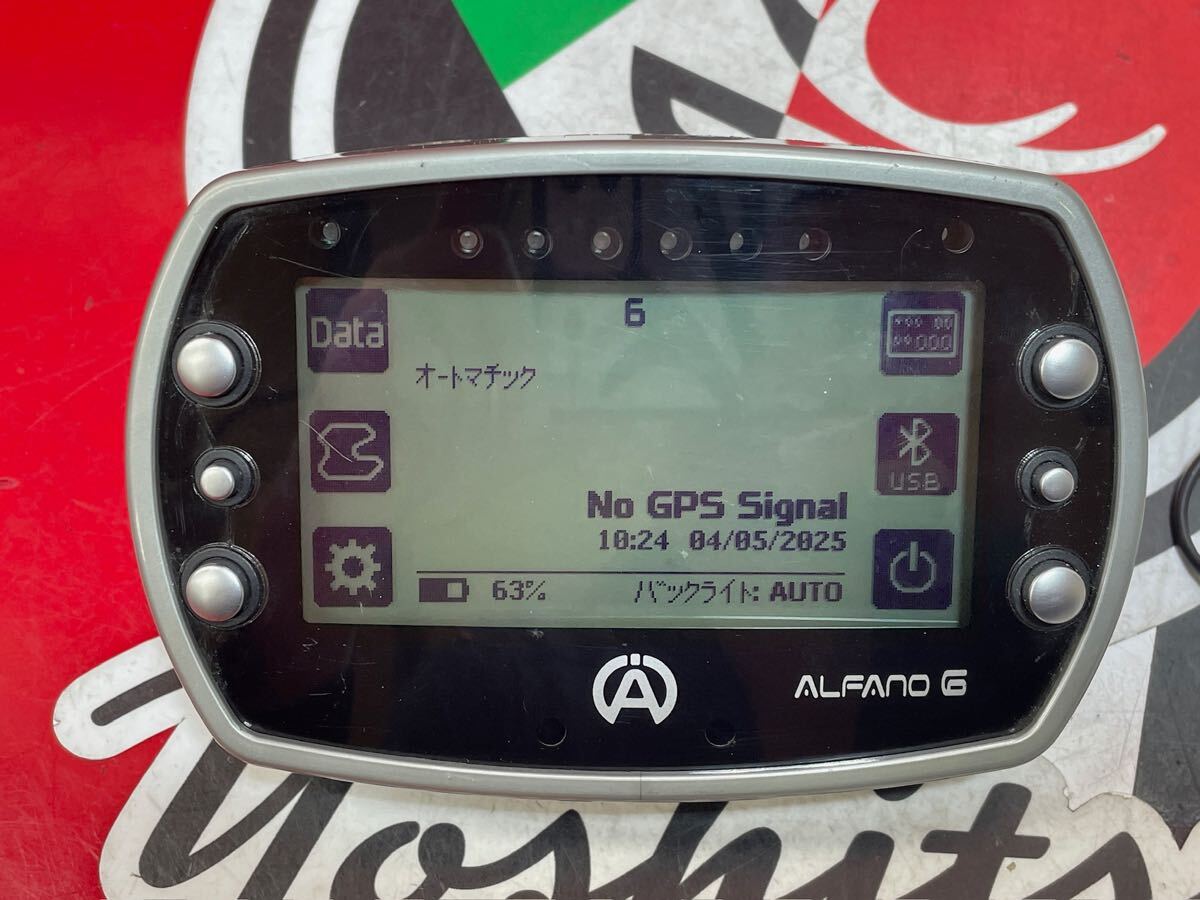 6
Data
オートマチック
USB
No GPS Signal
10:24 04/05/2025
63% バックライト: AUTO
ALFANO 6
Yoshits